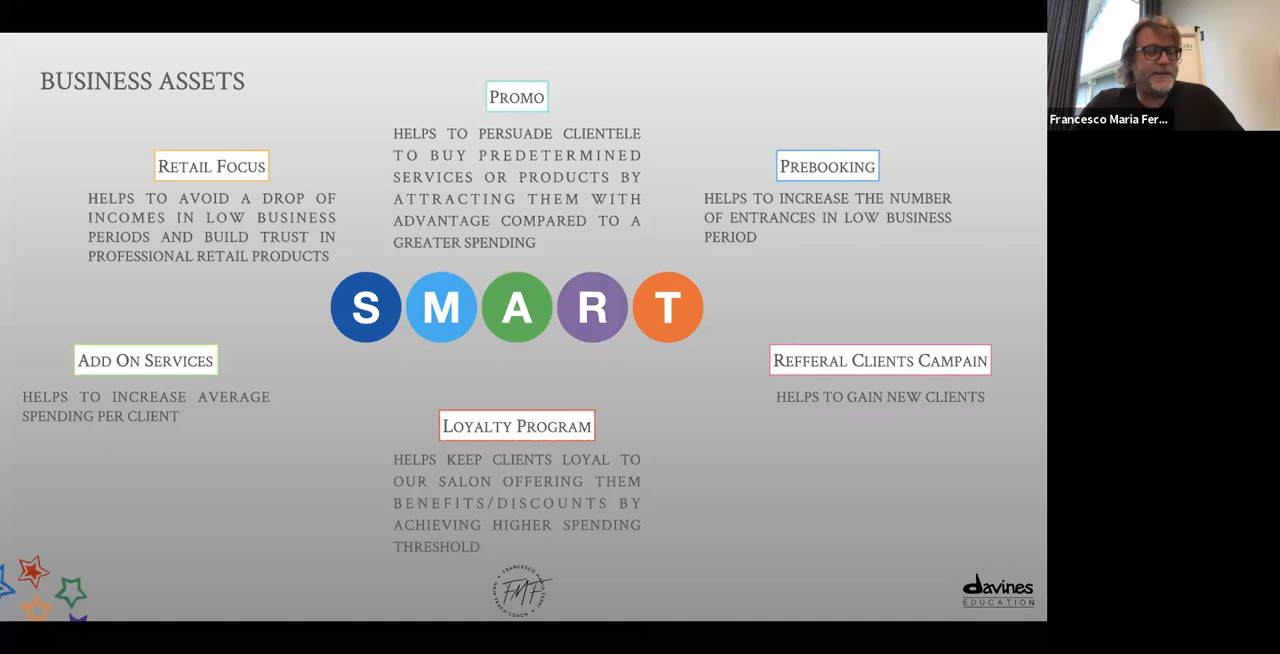 BUSINESS ASSETS
PROMO
HELPS TO PERSUADE CLIENTELE
TO BUY PREDETERMINED
SERVICES OR PRODUCTS BY
ATTRACTING THEM WITH
ADVANTAGE COMPARED TO A
GREATER SPENDING
RETAIL FOCUS
HELPS TO AVOID A DROP OF
INCOMES IN LOW BUSINESS
PERIODS AND BUILD TRUST IN
PROFESSIONAL RETAIL PRODUCTS
PREBOOKING
HELPS TO INCREASE THE NUMBER
OF ENTRANCES IN LOW BUSINESS
PERIOD
SMART
ADD ON SERVICES
HELPS TO INCREASE AVERAGE
SPENDING PER CLIENT
REFFERAL CLIENTS CAMPAIN
HELPS TO GAIN NEW CLIENTS
LOYALTY PROGRAM
HELPS KEEP CLIENTS LOYAL TO
OUR SALON OFFERING THEM
BENEFITS/DISCOUNTS BY
ACHIEVING HIGHER SPENDING
THRESHOLD
FMF
davines
EDUCATION
Francesco Maria Fer...